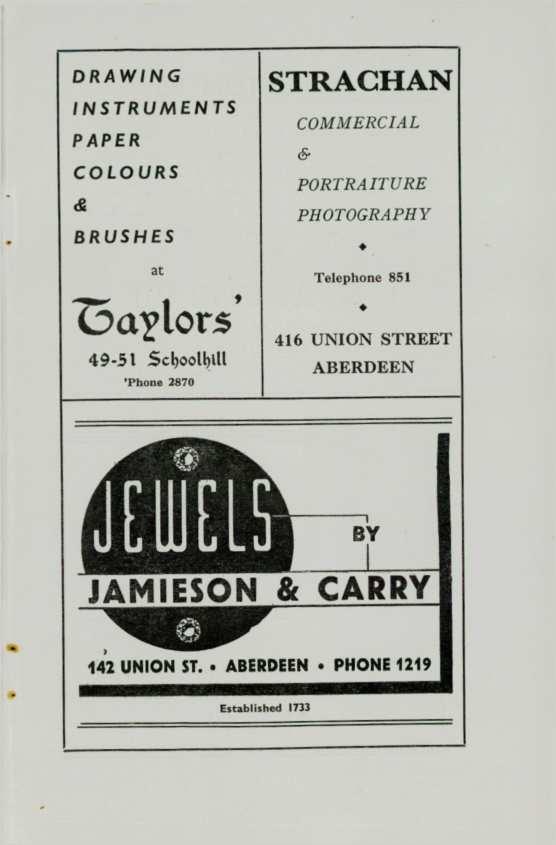 DRAWING
INSTRUMENTS
PAPER
COLOURS
&
BRUSHES
at
Taylors'
49-51 Schoolhill
'Phone 2870
STRACHAN
COMMERCIAL
&
PORTRAITURE
PHOTOGRAPHY
Telephone 851
416 UNION STREET
ABERDEEN
JEWELS
BY
JAMIESON & CARRY
142 UNION ST. • ABERDEEN • PHONE 1219
Established 1733